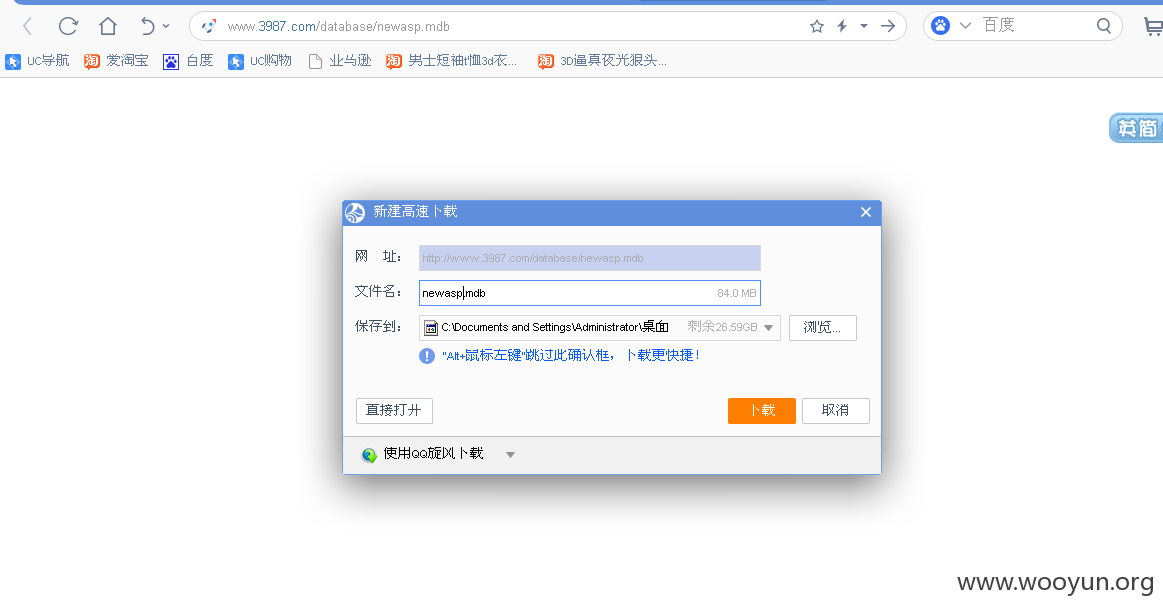 www.3987.com/database/newasp.mdb 百度
UC导航 爱淘宝 百度 UC购物 亚马逊 男士短袖t恤3d衣... 3D逼真夜光狼头...
英简
新建高速下载
网 址：http://www.3987.com/database/newasp.mdb
文件名：newasp.mdb 84.0 MB
保存到：C:\Documents and Settings\Administrator\桌面 剩余26.59GB 浏览...
"Alt+鼠标左键"跳过此确认框，下载更快捷！
直接打开 下载 取消
使用QQ旋风下载
www.wooyun.org